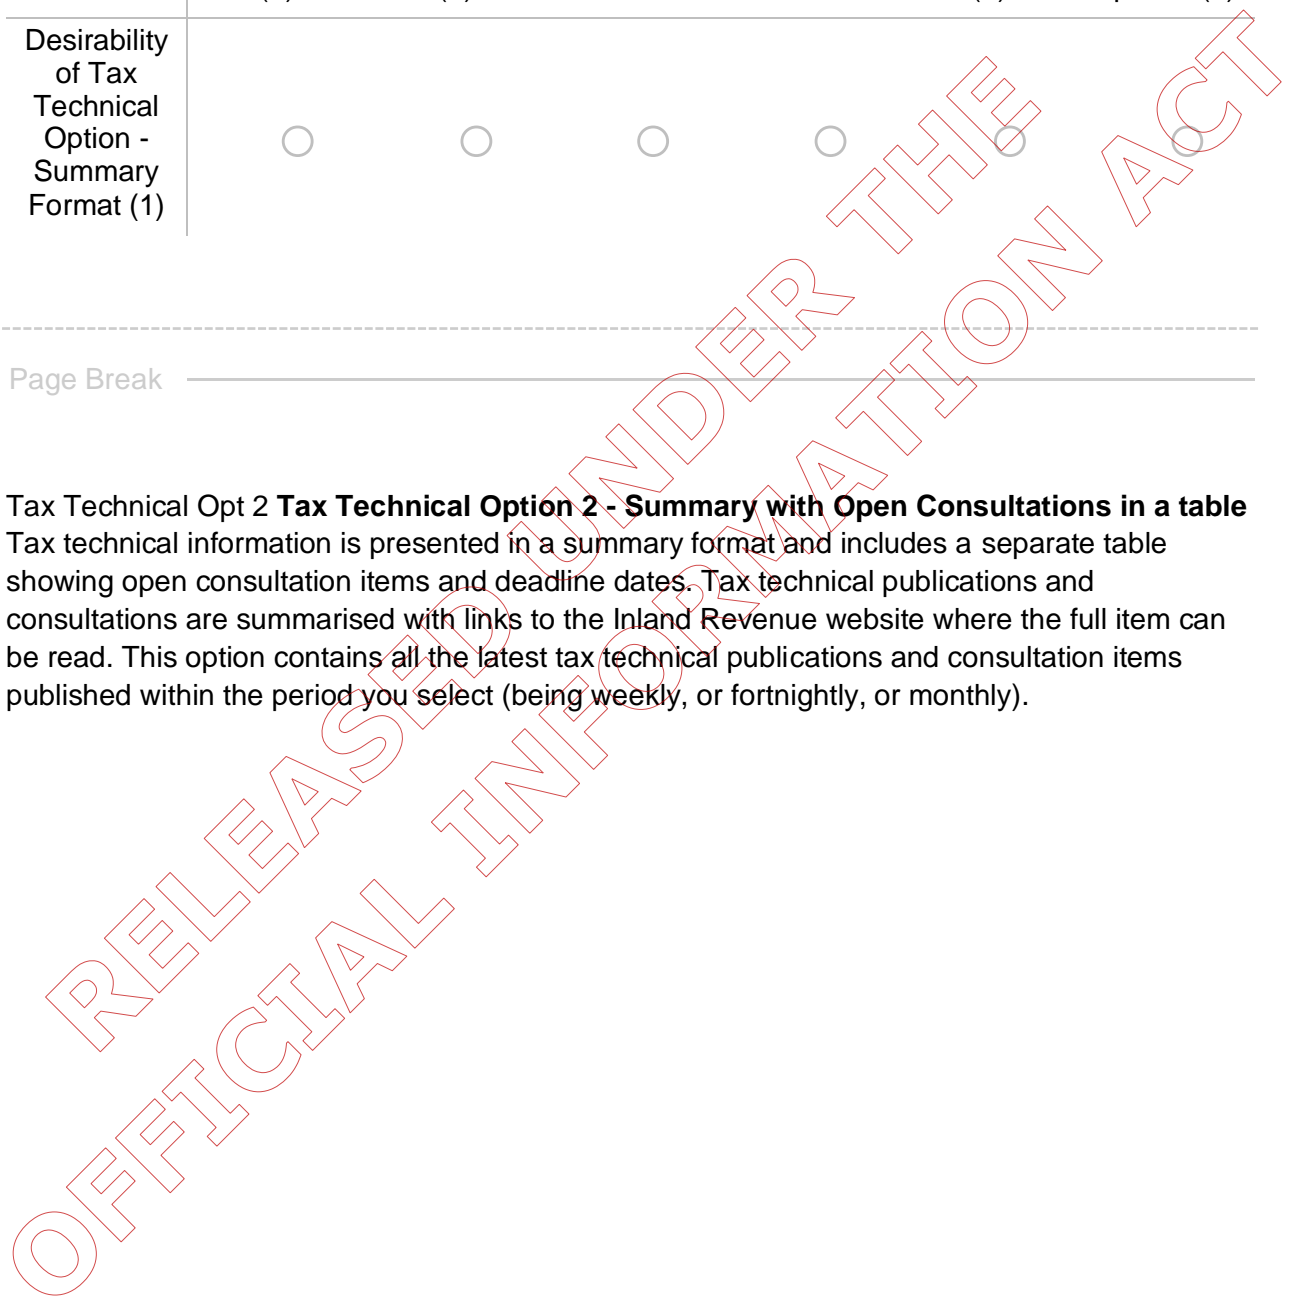 Desirability
of Tax
Technical
Option -
Summary
Format (1)
Page Break
Tax Technical Opt 2 Tax Technical Option 2 - Summary with Open Consultations in a table
Tax technical information is presented in a summary format and includes a separate table
showing open consultation items and deadline dates. Tax technical publications and
consultations are summarised with links to the Inland Revenue website where the full item can
be read. This option contains all the latest tax technical publications and consultation items
published within the period you select (being weekly, or fortnightly, or monthly).
RELEASED UNDER THE
OFFICIAL INFORMATION ACT